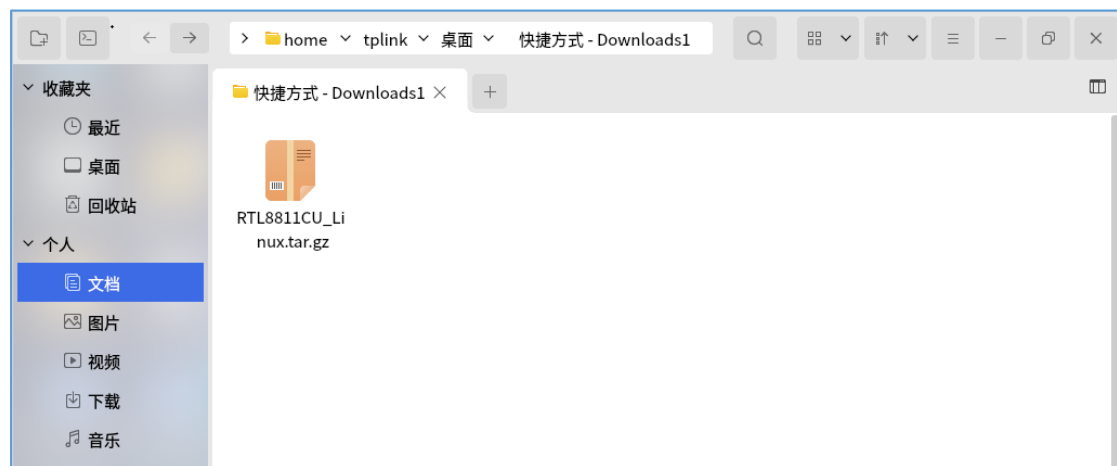 home tplink 桌面 快捷方式 - Downloads1
收藏夹
快捷方式 - Downloads1
最近
桌面
回收站
个人
文档
图片
视频
下载
音乐
RTL8811CU_Li
nux.tar.gz